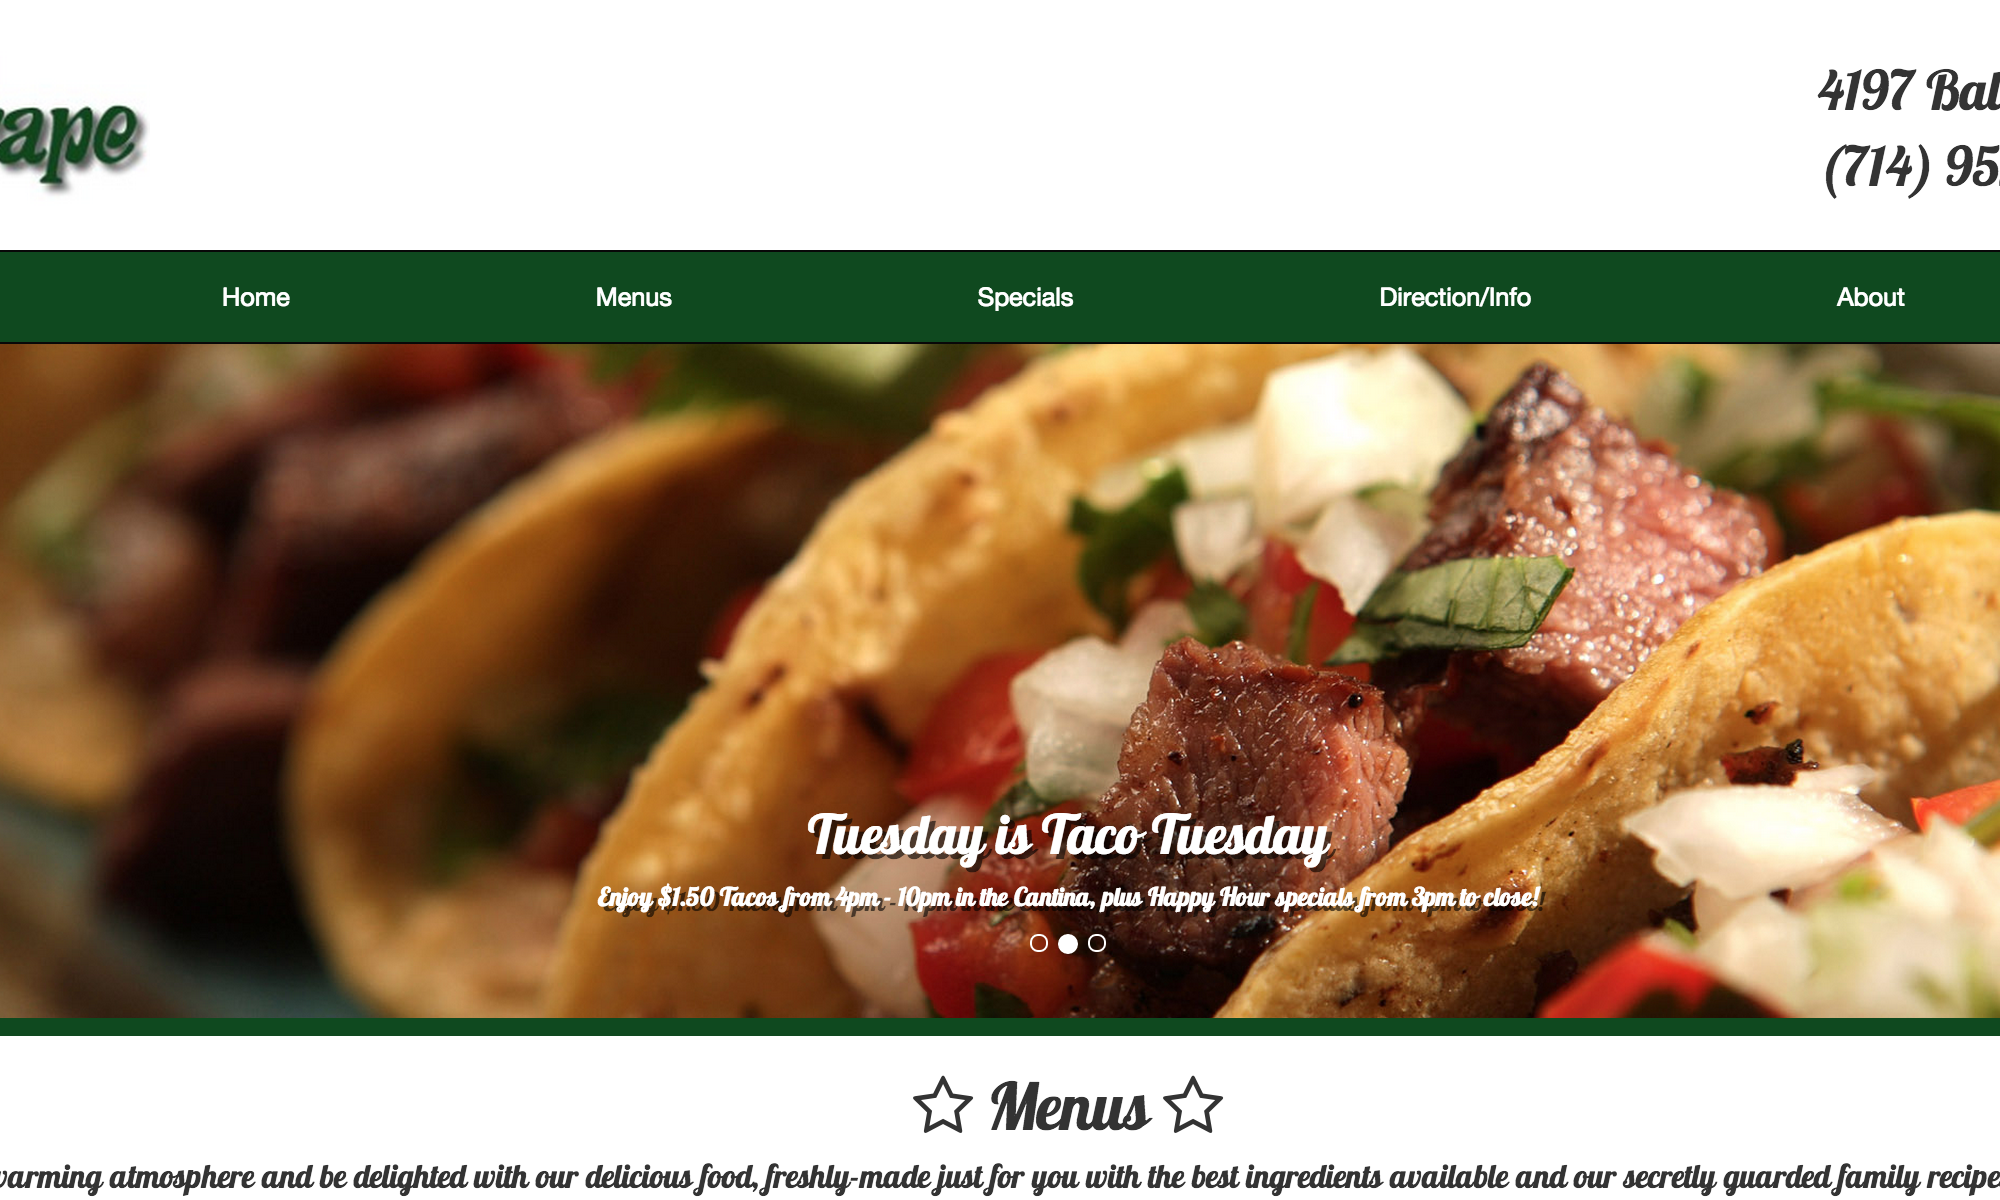 ape
4197 Bal
(714) 95
Home Menus Specials Direction/Info About
Tuesday is Taco Tuesday
Enjoy $1.50 Tacos from 4pm - 10pm in the Cantina, plus Happy Hour specials from 3pm to close!
Menus
warming atmosphere and be delighted with our delicious food, freshly-made just for you with the best ingredients available and our secretly guarded family recipe